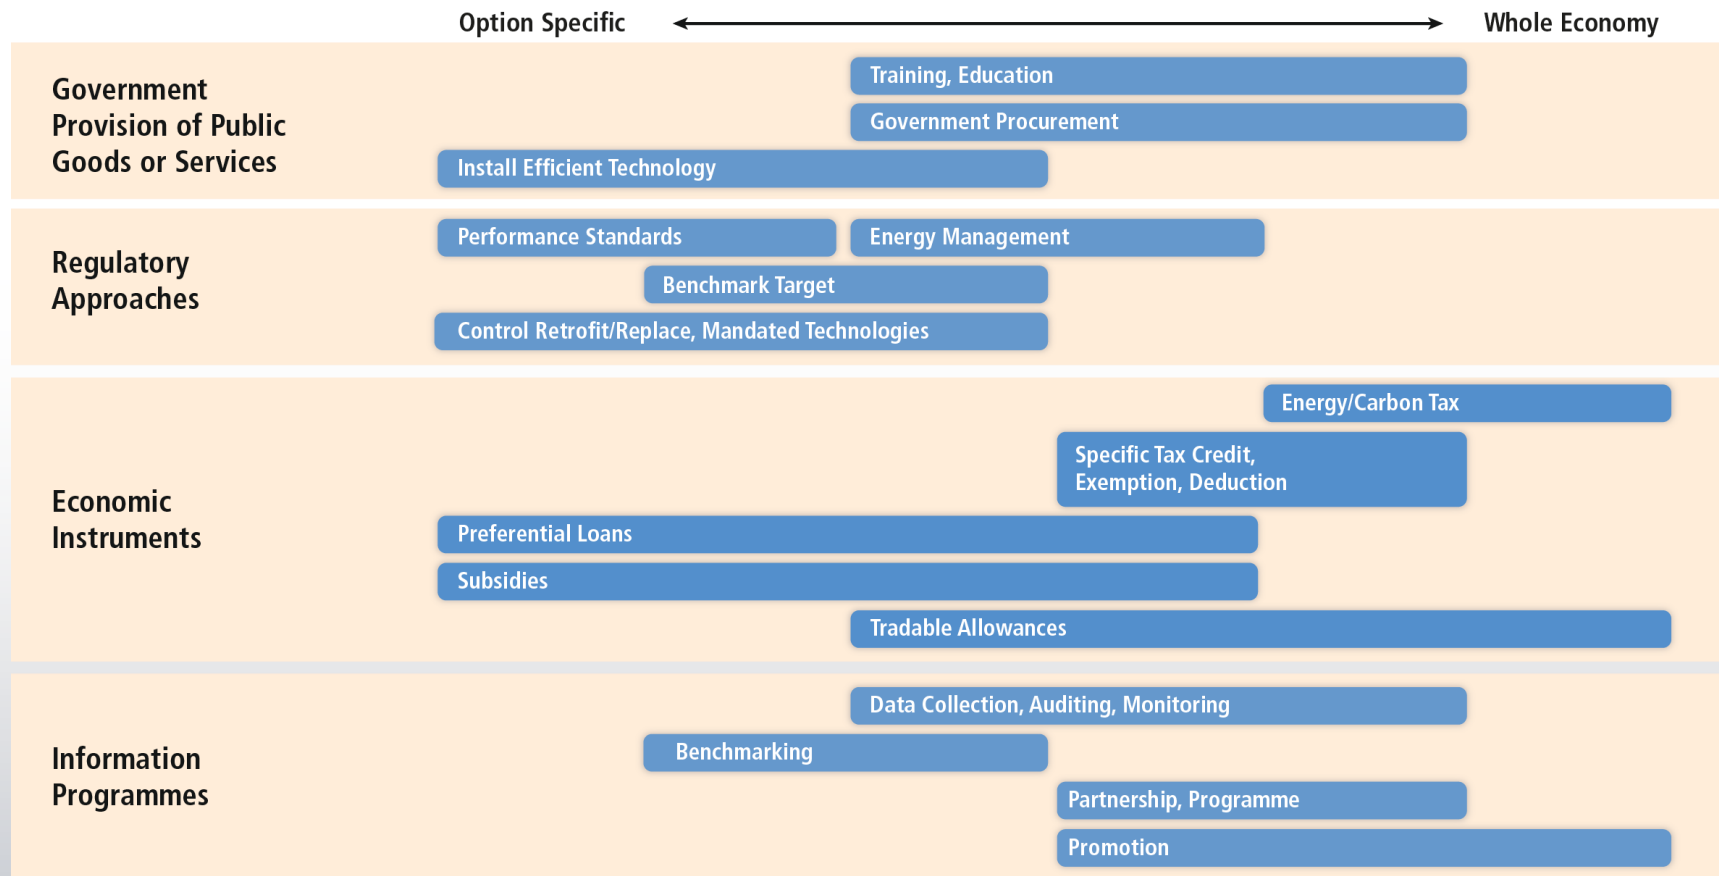 Option Specific
Whole Economy
Government
Provision of Public
Goods or Services
Training, Education
Government Procurement
Install Efficient Technology
Regulatory
Approaches
Performance Standards
Energy Management
Benchmark Target
Control Retrofit/Replace, Mandated Technologies
Economic
Instruments
Energy/Carbon Tax
Specific Tax Credit,
Exemption, Deduction
Preferential Loans
Subsidies
Tradable Allowances
Information
Programmes
Data Collection, Auditing, Monitoring
Benchmarking
Partnership, Programme
Promotion